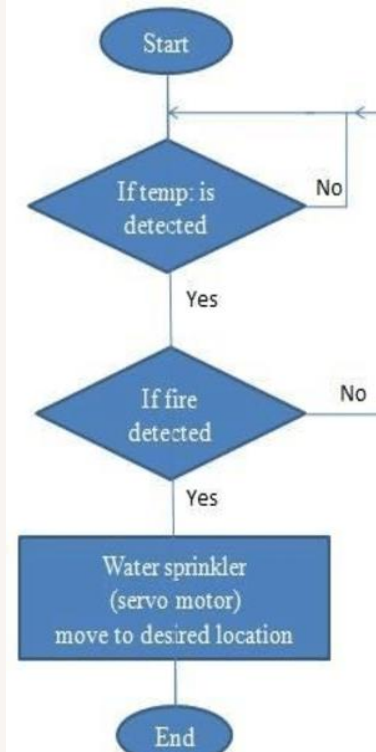 Start
If temp: is
detected
No
Yes
If fire
detected
No
Yes
Water sprinkler
(servo motor)
move to desired location
End